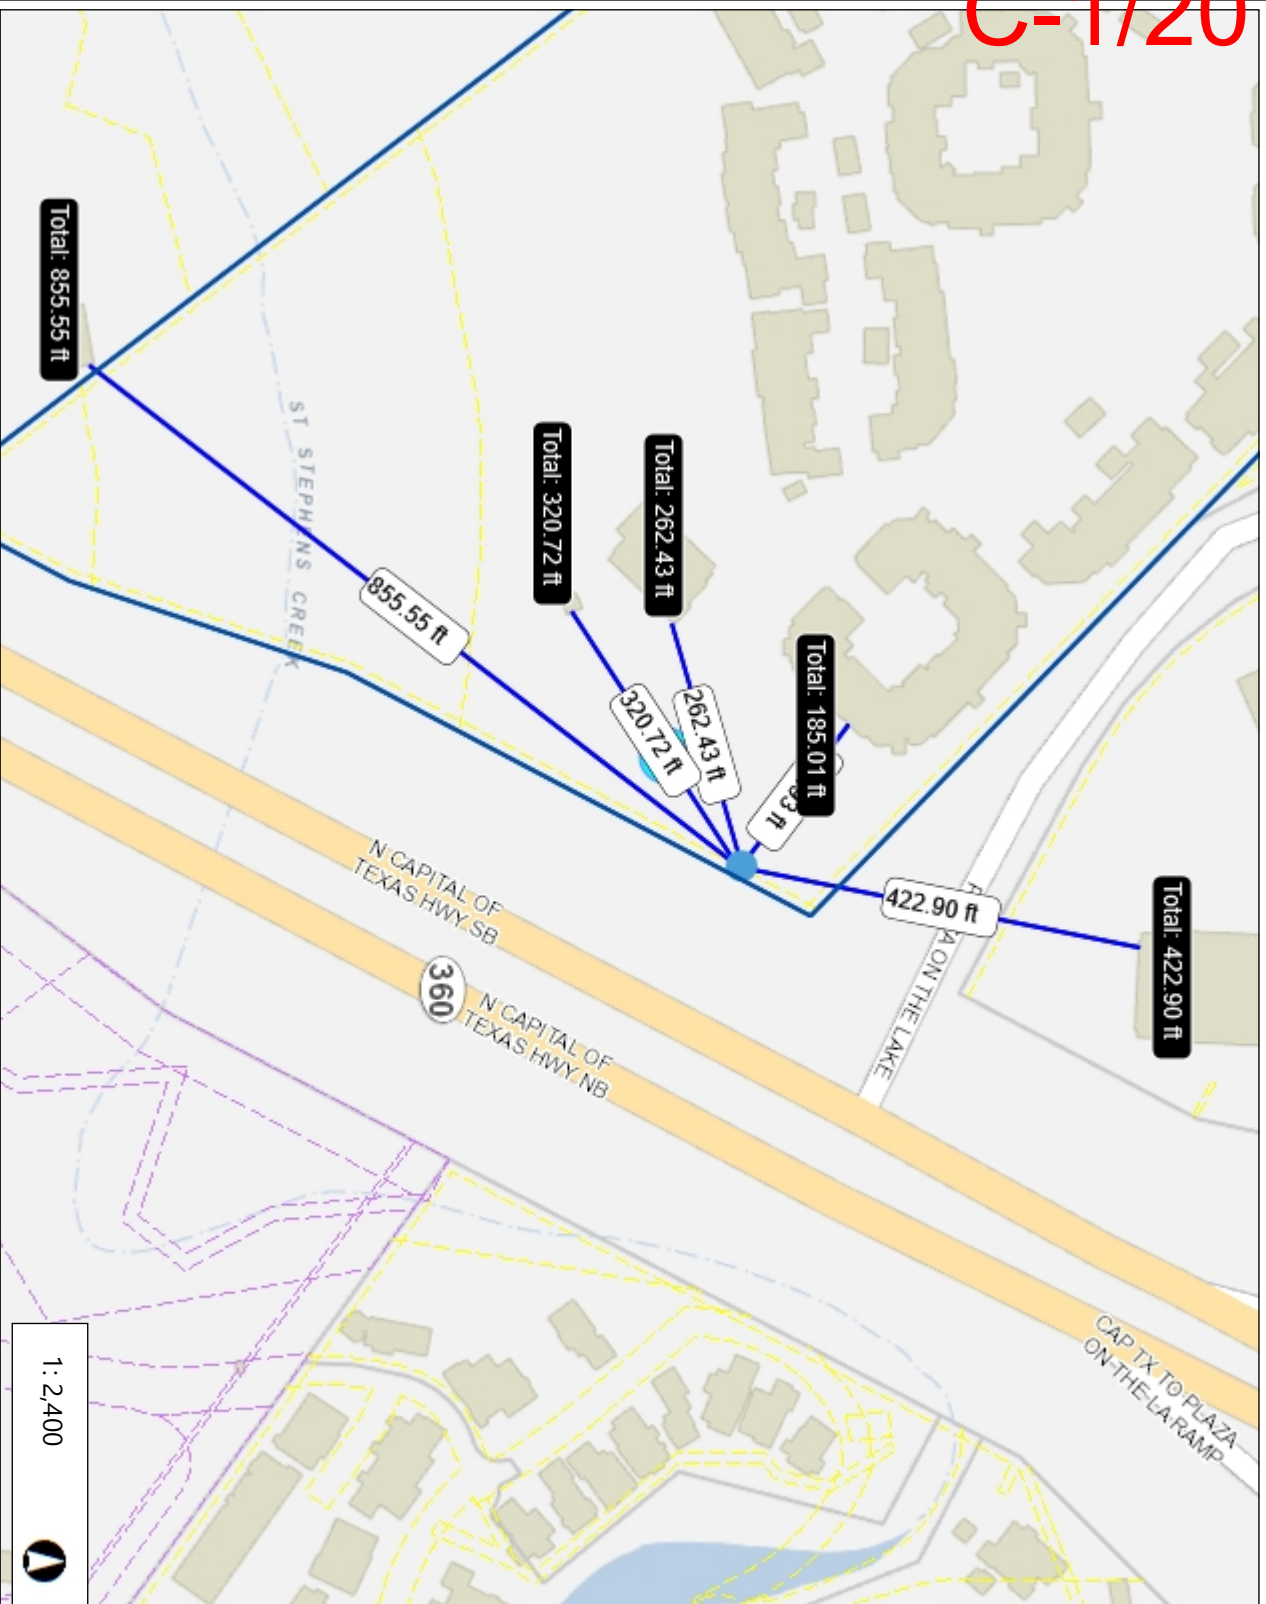 C-1/20
Total: 855.55 ft
Total: 320.72 ft
Total: 262.43 ft
Total: 185.01 ft
Total: 422.90 ft
855.55 ft
320.72 ft
262.43 ft
93 ft
422.90 ft
ST STEPHENS CREEK
N CAPITAL OF
TEXAS HWY SB
360
N CAPITAL OF
TEXAS HWY NB
A ON THE LAKE
CAP TX TO PLAZA
ON THE LA RAMP
1: 2,400